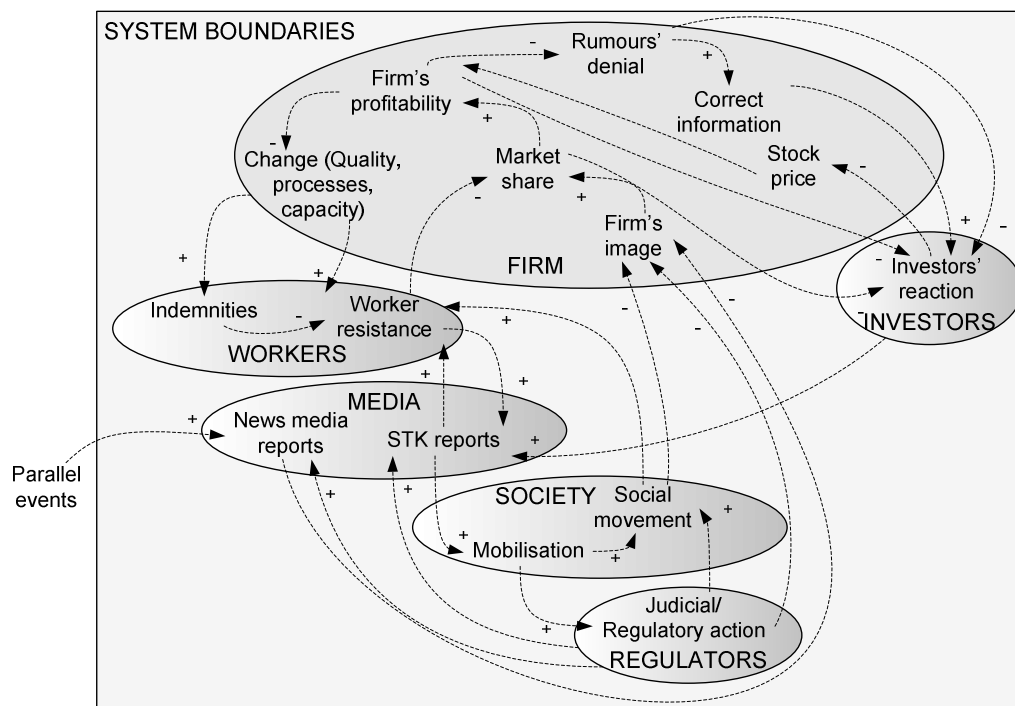 SYSTEM BOUNDARIES
-
Rumours'
denial
+
Firm's
profitability
Correct
information
+
-
Change (Quality,
processes,
capacity)
Market
share
Stock
price
-
-
+
Firm's
image
+
-
FIRM
+
+
-
Investors'
reaction
-
INVESTORS
Indemnities
-
Worker
resistance
WORKERS
+
-
-
-
+
+
MEDIA
+
News media
reports
STK reports
+
Parallel
events
+
+
SOCIETY
Social
movement
+
+
Mobilisation
+
+
Judicial/
Regulatory action
REGULATORS